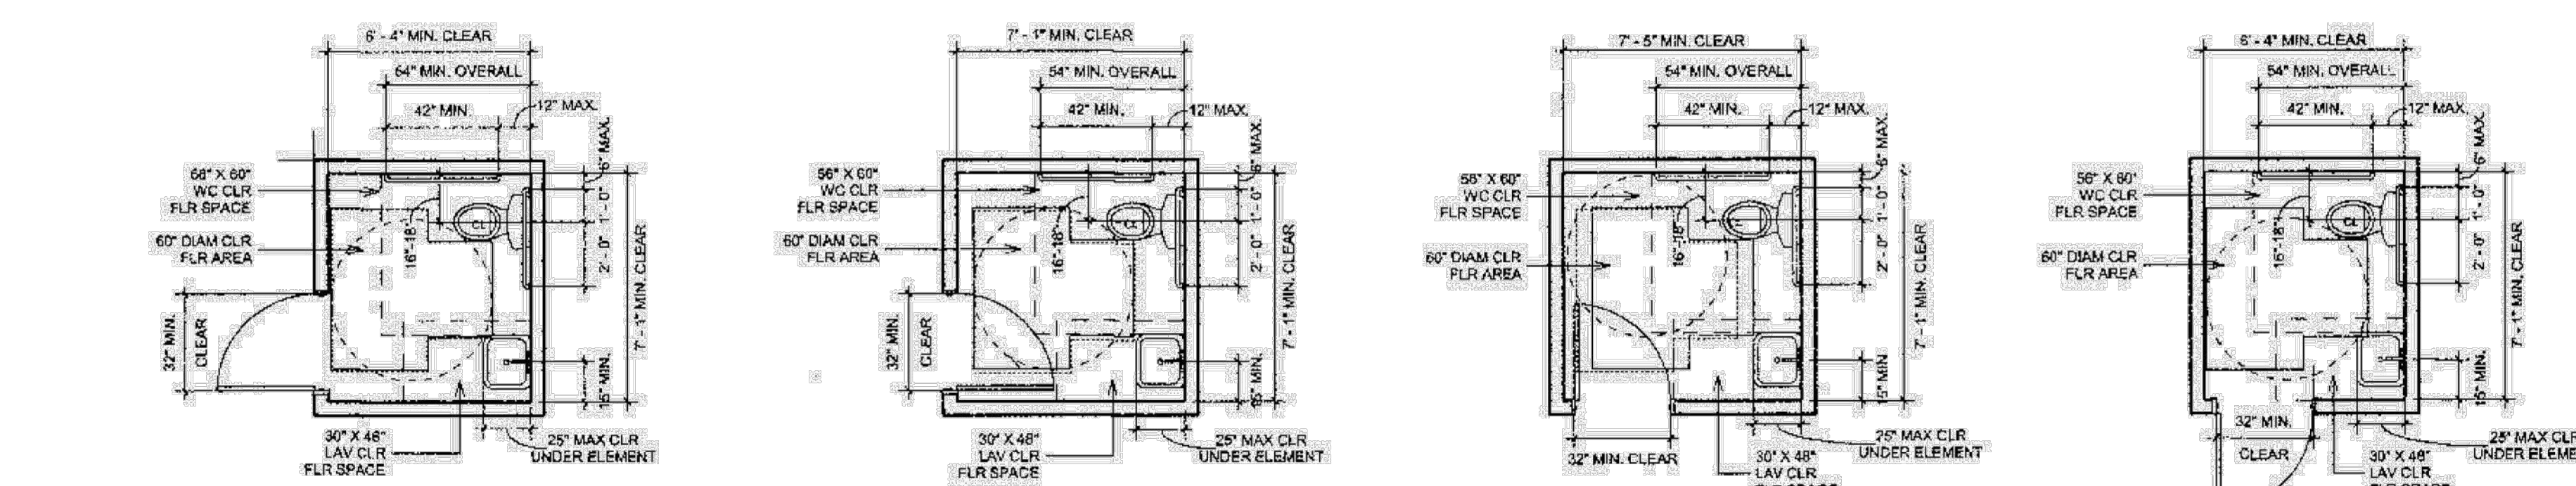 6' - 4" MIN. CLEAR
54" MIN. OVERALL
42" MIN.
12" MAX.
6" MAX.
56" X 60"
WC CLR
FLR SPACE
1' - 0"
CL
60" DIAM CLR
FLR AREA
16"-18"
2' - 0"
7' - 1" MIN. CLEAR
32" MIN.
CLEAR
15" MIN.
30" X 48"
LAV CLR
FLR SPACE
25" MAX CLR
UNDER ELEMENT
7' - 1" MIN. CLEAR
54" MIN. OVERALL
42" MIN.
12" MAX.
6" MAX.
56" X 60"
WC CLR
FLR SPACE
1' - 0"
CL
60" DIAM CLR
FLR AREA
16"-18"
2' - 0"
7' - 1" MIN. CLEAR
32" MIN.
CLEAR
15" MIN.
30" X 48"
LAV CLR
FLR SPACE
25" MAX CLR
UNDER ELEMENT
7' - 5" MIN. CLEAR
54" MIN. OVERALL
42" MIN.
12" MAX.
6" MAX.
56" X 60"
WC CLR
FLR SPACE
1' - 0"
CL
60" DIAM CLR
FLR AREA
16"-18"
2' - 0"
7' - 1" MIN. CLEAR
15" MIN
32" MIN. CLEAR
30" X 48"
LAV CLR
25" MAX CLR
UNDER ELEMENT
6' - 4" MIN. CLEAR
54" MIN. OVERALL
42" MIN.
12" MAX.
6" MAX.
56" X 60"
WC CLR
FLR SPACE
1' - 0"
CL
60" DIAM CLR
FLR AREA
16"-18"
2' - 0"
7' - 1" MIN. CLEAR
15" MIN.
32" MIN.
CLEAR
30" X 48"
LAV CLR
25" MAX CLR
UNDER ELEME